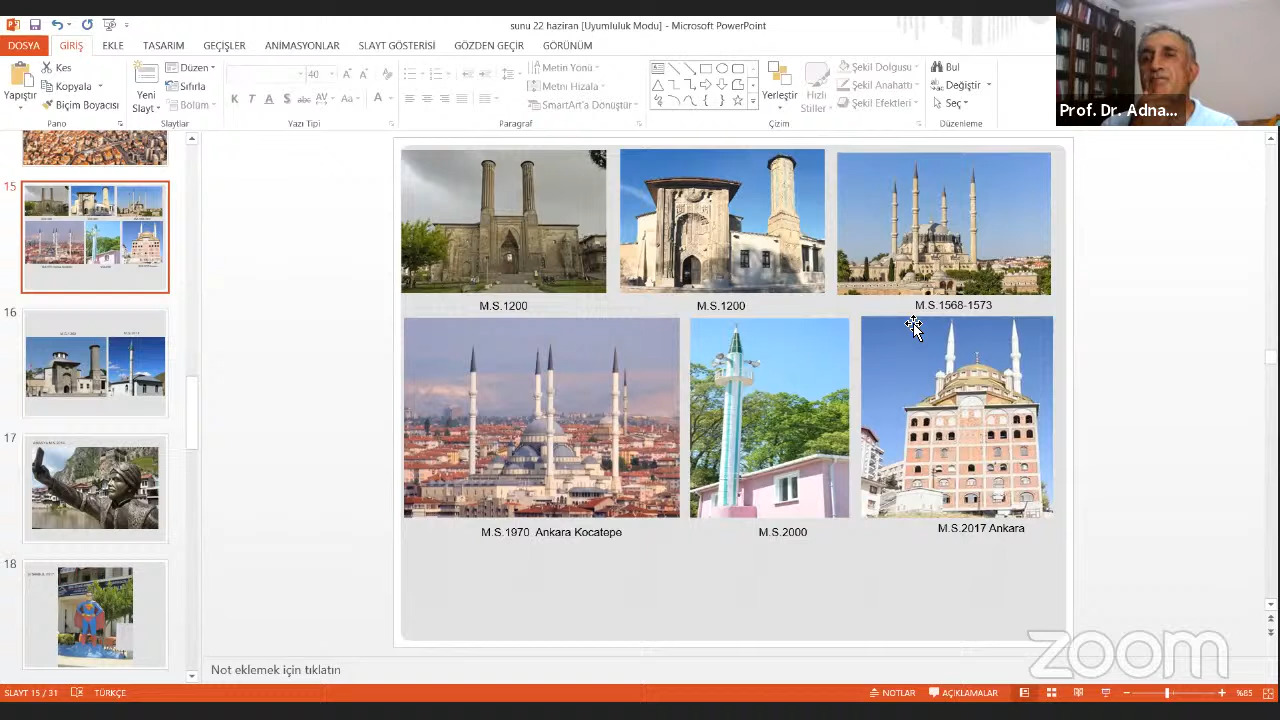 sunu 22 haziran [Uyumluluk Modu] - Microsoft PowerPoint
DOSYA GİRİŞ EKLE TASARIM GEÇİŞLER ANİMASYONLAR SLAYT GÖSTERİSİ GÖZDEN GEÇİR GÖRÜNÜM
Yapıştır
Kes
Kopyala
Biçim Boyacısı
Pano
Yeni
Slayt
Düzen
Sıfırla
Bölüm
Slaytlar
40
K T A S abc AV Aa A
Yazı Tipi
Metin Yönü
Metni Hizala
SmartArt'a Dönüştür
Paragraf
Yerleştir
Hızlı
Stiller
Şekil Dolgusu
Şekil Anahattı
Şekil Efektleri
Çizim
Bul
Değiştir
Seç
Düzenleme
Prof. Dr. Adna...
15
16
17
18
M.S.1200
M.S.1200
M.S.1568-1573
M.S.1970 Ankara Kocatepe
M.S.2000
M.S.2017 Ankara
zoom
Not eklemek için tıklatın
SLAYT 15 / 31 TÜRKÇE NOTLAR AÇIKLAMALAR %85